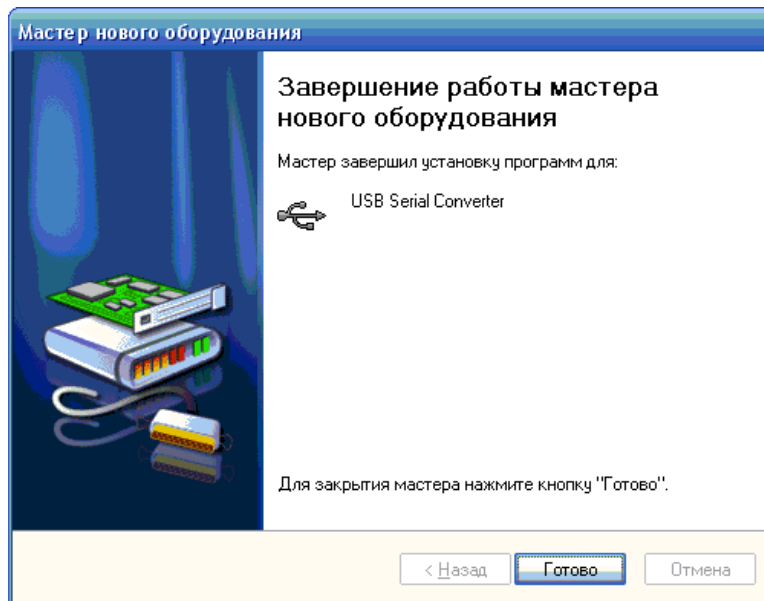 Мастер нового оборудования
Завершение работы мастера
нового оборудования
Мастер завершил установку программ для:
USB Serial Converter
Для закрытия мастера нажмите кнопку "Готово".
< Назад
Готово
Отмена